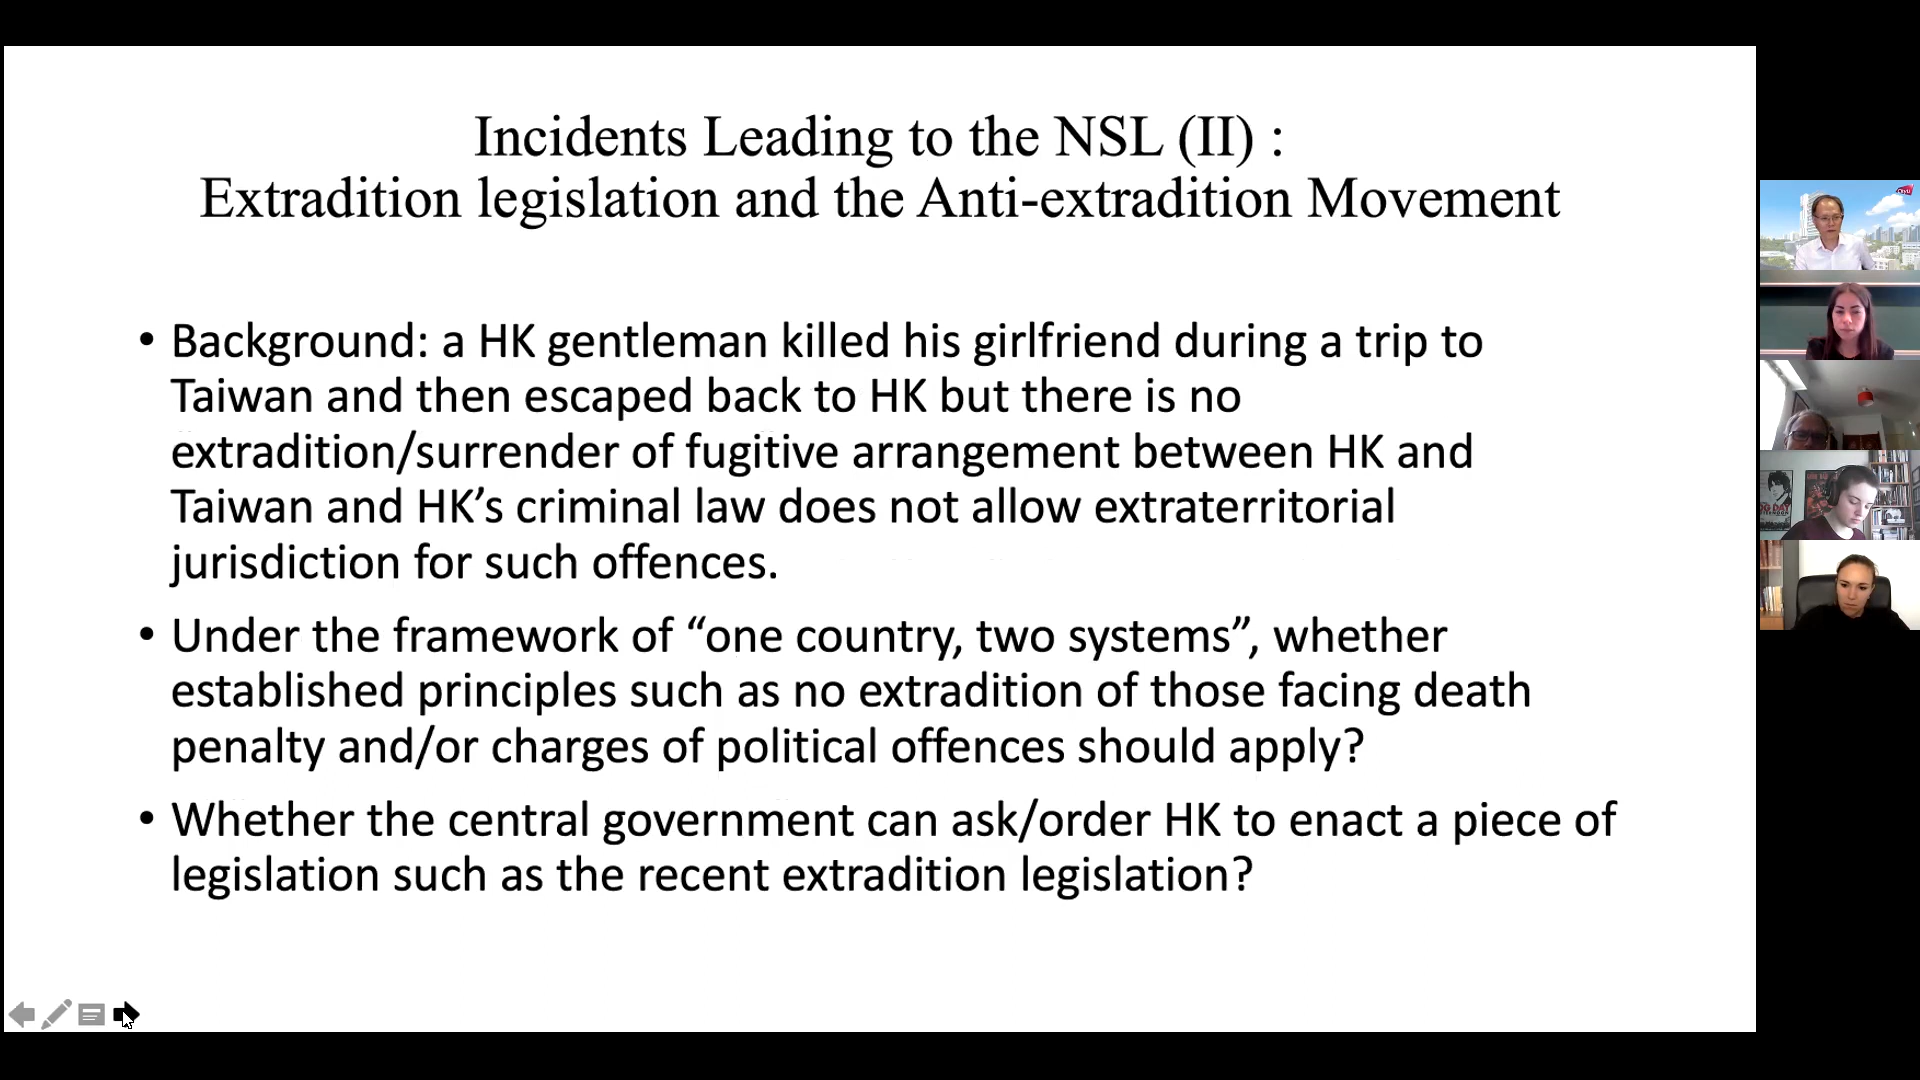 Incidents Leading to the NSL (II) :
Extradition legislation and the Anti-extradition Movement
• Background: a HK gentleman killed his girlfriend during a trip to
Taiwan and then escaped back to HK but there is no
extradition/surrender of fugitive arrangement between HK and
Taiwan and HK’s criminal law does not allow extraterritorial
jurisdiction for such offences.
• Under the framework of “one country, two systems”, whether
established principles such as no extradition of those facing death
penalty and/or charges of political offences should apply?
• Whether the central government can ask/order HK to enact a piece of
legislation such as the recent extradition legislation?